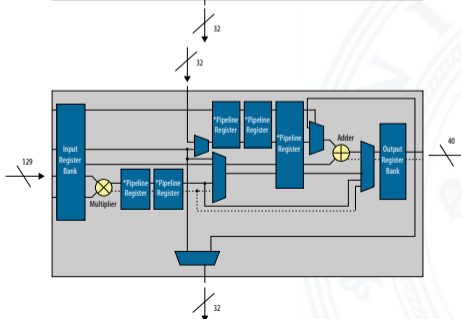 32
32
*Pipeline
Register
*Pipeline
Register
*Pipeline
Register
Adder
Input
Register
Bank
Output
Register
Bank
40
129
Multiplier
*Pipeline
Register
*Pipeline
Register
32